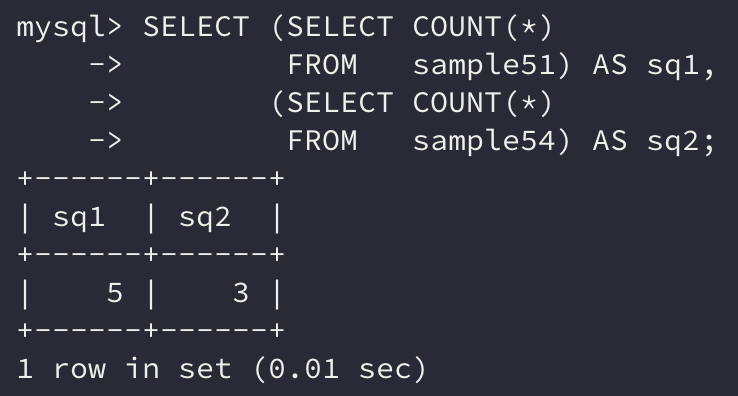 mysql> SELECT (SELECT COUNT(*)
    ->         FROM   sample51) AS sq1,
    ->        (SELECT COUNT(*)
    ->         FROM   sample54) AS sq2;
+------+------+
| sq1  | sq2  |
+------+------+
|    5 |    3 |
+------+------+
1 row in set (0.01 sec)